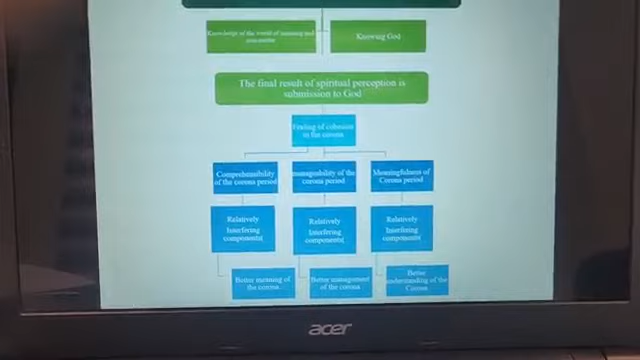 Knowledge of the world of meaning and
Knowing God
The final result of spiritual perception is
submission to God
Feeling of cohesion
in the corona
Comprehensibility
of the corona period
manageability of
the corona period
Meaningfulness of
Corona period
Relatively
Interfering
components(
Relatively
Interfering
components(
Relatively
Interfering
components(
Better meaning of
the corona
Better management
of the corona
Better
understanding of the
Corona
acer